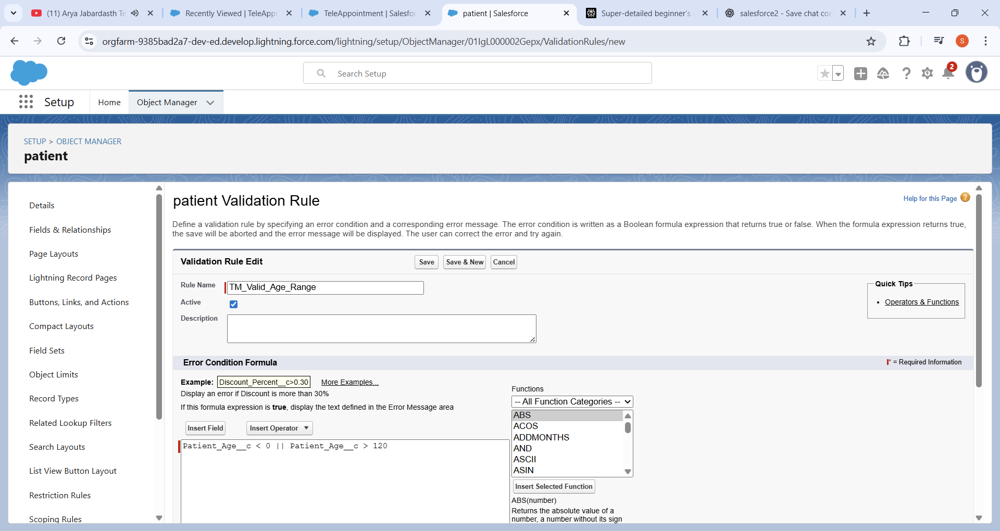 (11) Arya Jabardasth Te
Recently Viewed | TeleAppo
TeleAppointment | Salesfor
patient | Salesforce
Super-detailed beginner's
salesforce2 - Save chat cor
orgfarm-9385bad2a7-dev-ed.develop.lightning.force.com/lightning/setup/ObjectManager/01IgL000002Gepx/ValidationRules/new
S
Search Setup
2
Setup
Home
Object Manager
SETUP > OBJECT MANAGER
patient
Details
Fields & Relationships
Page Layouts
Lightning Record Pages
Buttons, Links, and Actions
Compact Layouts
Field Sets
Object Limits
Record Types
Related Lookup Filters
Search Layouts
List View Button Layout
Restriction Rules
Scoping Rules
patient Validation Rule
Help for this Page ?
Define a validation rule by specifying an error condition and a corresponding error message. The error condition is written as a Boolean formula expression that returns true or false. When the formula expression returns true,
the save will be aborted and the error message will be displayed. The user can correct the error and try again.
Validation Rule Edit
Save
Save & New
Cancel
Rule Name
TM_Valid_Age_Range
Active
Description
Quick Tips
• Operators & Functions
Error Condition Formula
* = Required Information
Example: Discount_Percent__c>0.30 More Examples...
Display an error if Discount is more than 30%
If this formula expression is true, display the text defined in the Error Message area
Insert Field
Insert Operator
Patient_Age__c < 0 || Patient_Age__c > 120
Functions
-- All Function Categories --
ABS
ACOS
ADDMONTHS
AND
ASCII
ASIN
Insert Selected Function
ABS(number)
Returns the absolute value of a
number, a number without its sign